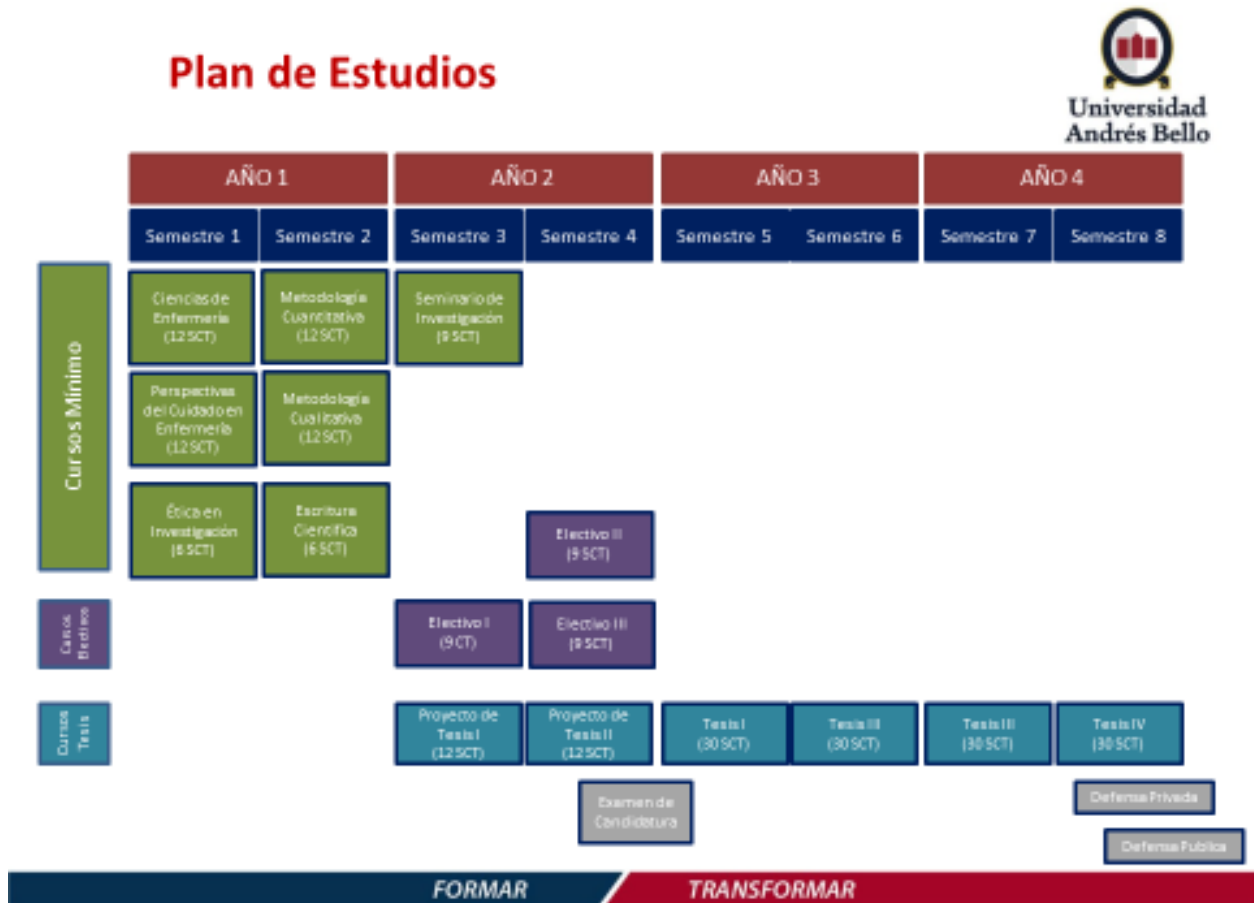 Plan de Estudios
Universidad
Andrés Bello
AÑO 1
AÑO 2
AÑO 3
AÑO 4
Semestre 1
Semestre 2
Semestre 3
Semestre 4
Semestre 5
Semestre 6
Semestre 7
Semestre 8
Cursos Mínimo
Ciencias de
Enfermería
(12 SCT)
Metodología
Cuantitativa
(12 SCT)
Seminario de
Investigación
(9 SCT)
Perspectivas
del Cuidado en
Enfermería
(12 SCT)
Metodología
Cualitativa
(12 SCT)
Ética en
Investigación
(6 SCT)
Escritura
Científica
(6 SCT)
Electivo II
(9 SCT)
Cursos
Electivos
Electivo I
(9 CT)
Electivo III
(9 SCT)
Cursos
Tesis
Proyecto de
Tesis I
(12 SCT)
Proyecto de
Tesis II
(12 SCT)
Tesis I
(30 SCT)
Tesis III
(30 SCT)
Tesis III
(30 SCT)
Tesis IV
(30 SCT)
Examen de
Candidatura
Defensa Privada
Defensa Publica
FORMAR
TRANSFORMAR